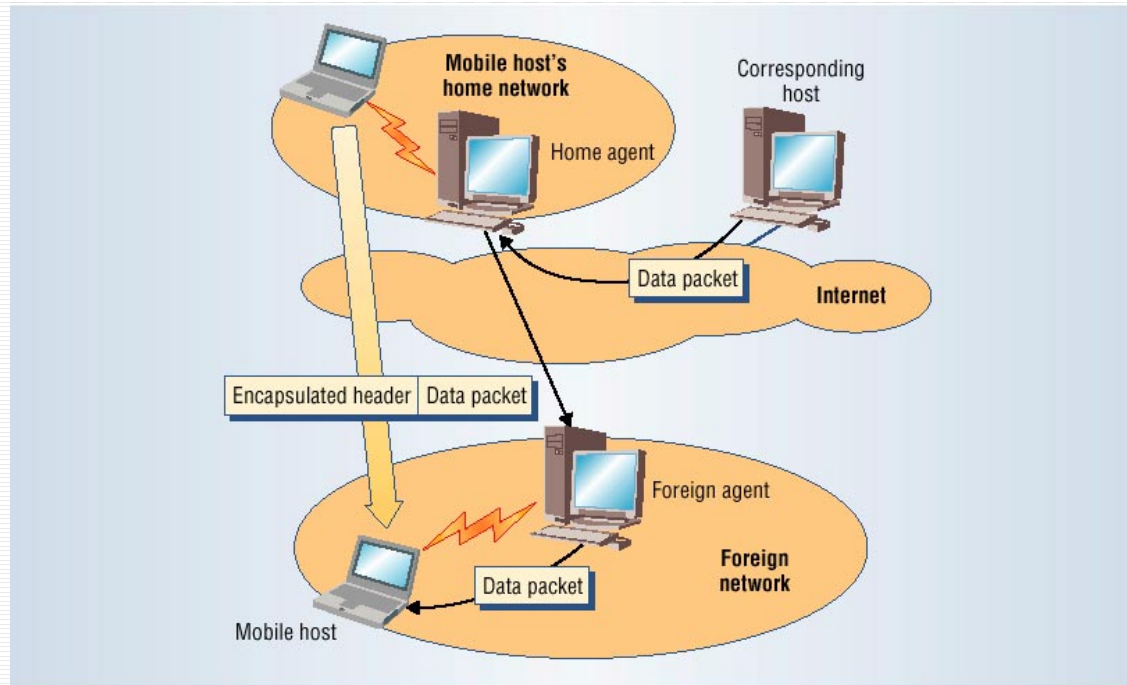 Mobile host's
home network
Corresponding
host
Home agent
Data packet
Internet
Encapsulated header
Data packet
Foreign agent
Foreign
network
Data packet
Mobile host